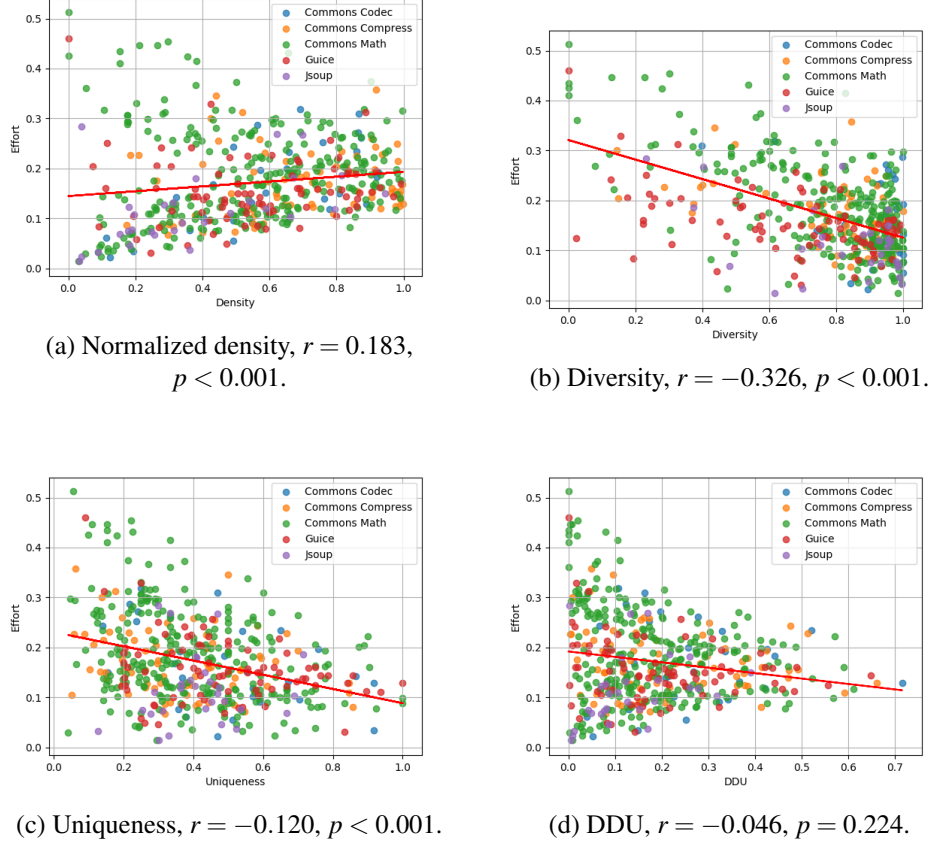 0.5
0.4
0.3
0.2
0.1
0.0
Effort
0.0 0.2 0.4 0.6 0.8 1.0
Density
Commons Codec
Commons Compress
Commons Math
Guice
Jsoup
(a) Normalized density, r = 0.183,
p < 0.001.
0.5
0.4
0.3
0.2
0.1
0.0
Effort
0.0 0.2 0.4 0.6 0.8 1.0
Diversity
Commons Codec
Commons Compress
Commons Math
Guice
Jsoup
(b) Diversity, r = −0.326, p < 0.001.
0.5
0.4
0.3
0.2
0.1
0.0
Effort
0.0 0.2 0.4 0.6 0.8 1.0
Uniqueness
Commons Codec
Commons Compress
Commons Math
Guice
Jsoup
(c) Uniqueness, r = −0.120, p < 0.001.
0.5
0.4
0.3
0.2
0.1
0.0
Effort
0.0 0.1 0.2 0.3 0.4 0.5 0.6 0.7
DDU
Commons Codec
Commons Compress
Commons Math
Guice
Jsoup
(d) DDU, r = −0.046, p = 0.224.